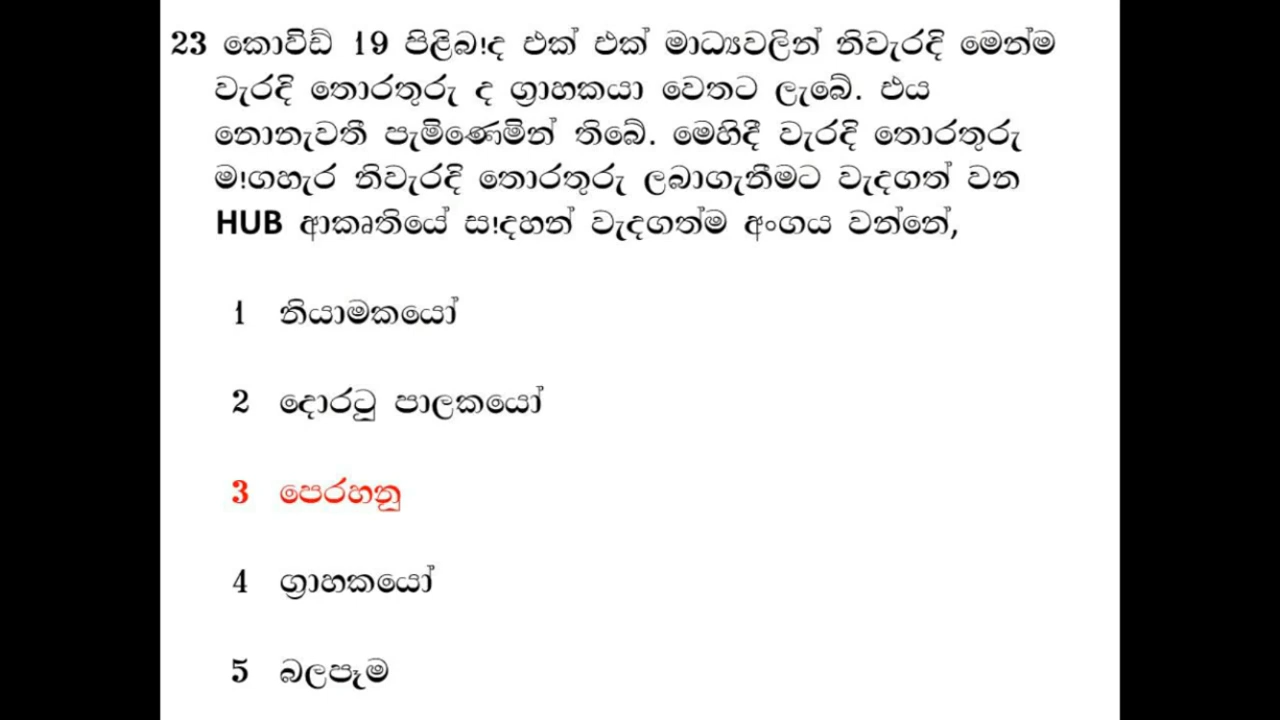 23 කොවිඩ් 19 පිළිබ!ද එක් එක් මාධ්‍යවලින් නිවැරදි මෙන්ම
වැරදි තොරතුරු ද ග්‍රාහකයා වෙතට ලැබේ. එය
නොනැවතී පැමිණෙමින් තිබේ. මෙහිදී වැරදි තොරතුරු
ම!ගහැර නිවැරදි තොරතුරු ලබාගැනීමට වැදගත් වන
HUB ආකෘතියේ ස!දහන් වැදගත්ම අංගය වන්නේ,
1 නියාමකයෝ
2 දොරටු පාලකයෝ
3 පෙරහනු
4 ග්‍රාහකයෝ
5 බලපෑම